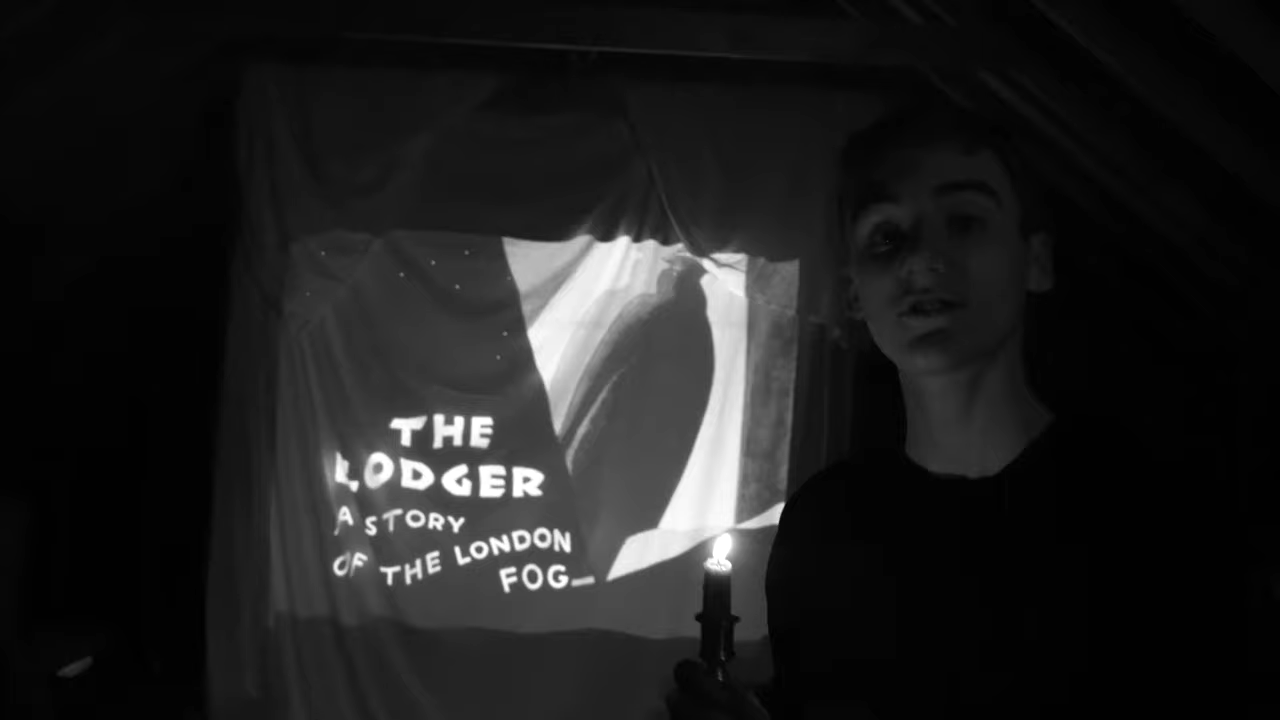 THE
LODGER
A STORY
OF THE LONDON
FOG_